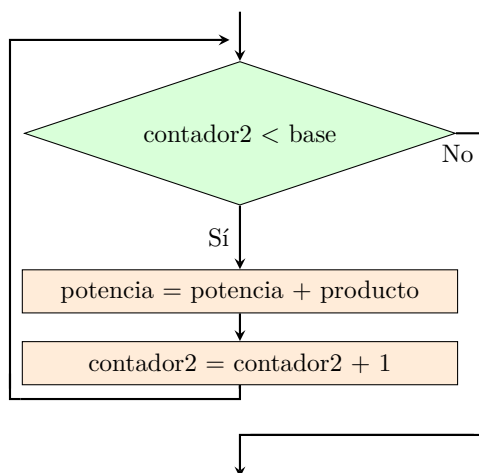 contador2 < base
No
Sí
potencia = potencia + producto
contador2 = contador2 + 1